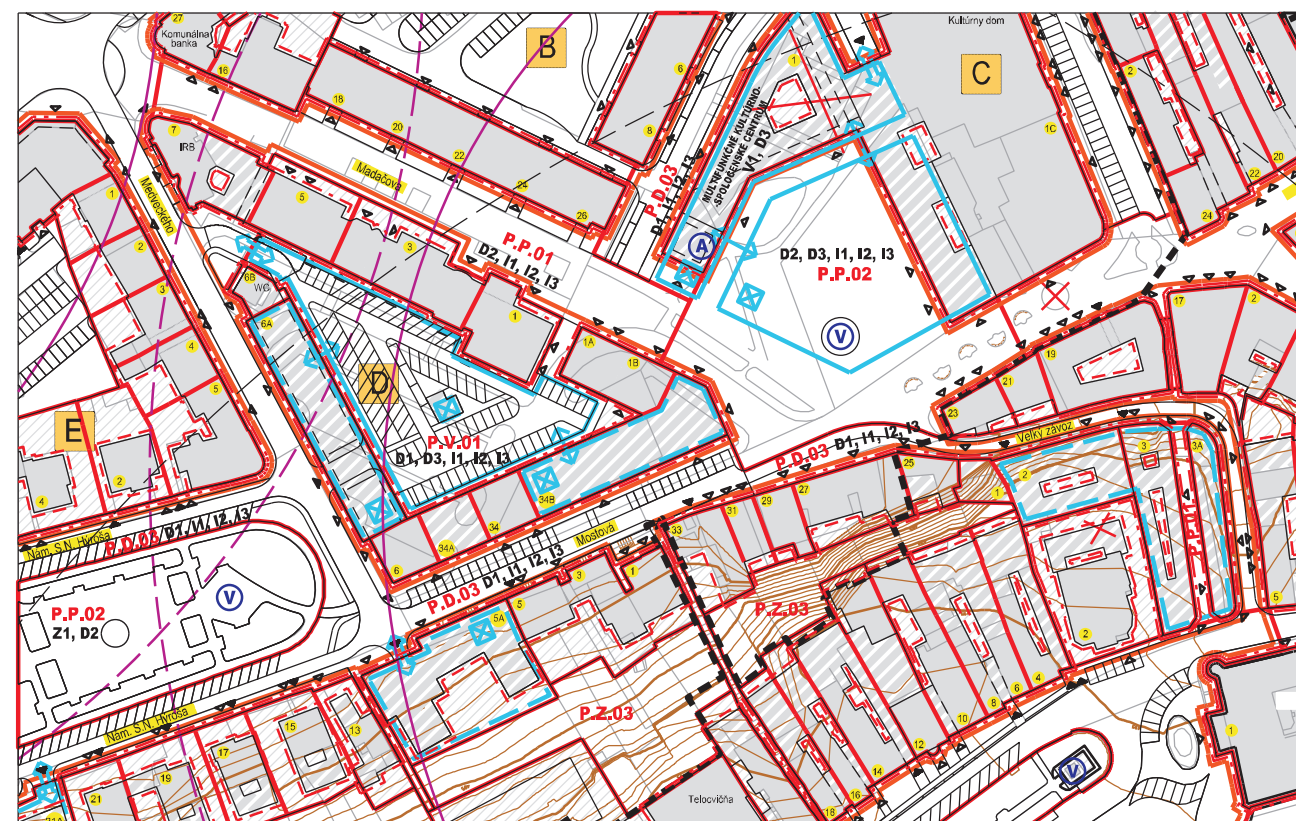 27
Komunálna
banka
16
18
20
22
24
26
B
6
8
1
MULTIFUNKČNÉ KULTÚRNO-
-SPOLOČENSKÉ CENTRUM
V1, D3
P.D.03
D1, I1, I2, I3
A
Kultúrny dom
C
1C
2
20
22
24
7
IRB
5
3
1
Madačova
P.P.01
D2, I1, I2, I3
D2, D3, I1, I2, I3
P.P.02
V
Medveckého
1
2
3
4
5
6B
WC
6A
D
P.V.01
D1, D3, I1, I2, I3
1A
1B
34B
34
34A
6
E
4
2
17
2
19
21
23
Velký závoz
P.D.03 D1, I1, I2, I3
25
27
29
31
33
1
2
3
3A
Mostová
P.D.03 D1, I1, I2, I3
Nám. S.N. Hýroša
P.D.03 D1, I1, I2, I3
P.P.02
Z1, D2
V
5A
5
3
1
P.Z.03
P.Z.03
2
4
6
8
10
12
14
16
18
5
1
V
Nám. S.N. Hýroša
13
15
17
19
21
21A
Telocvičňa